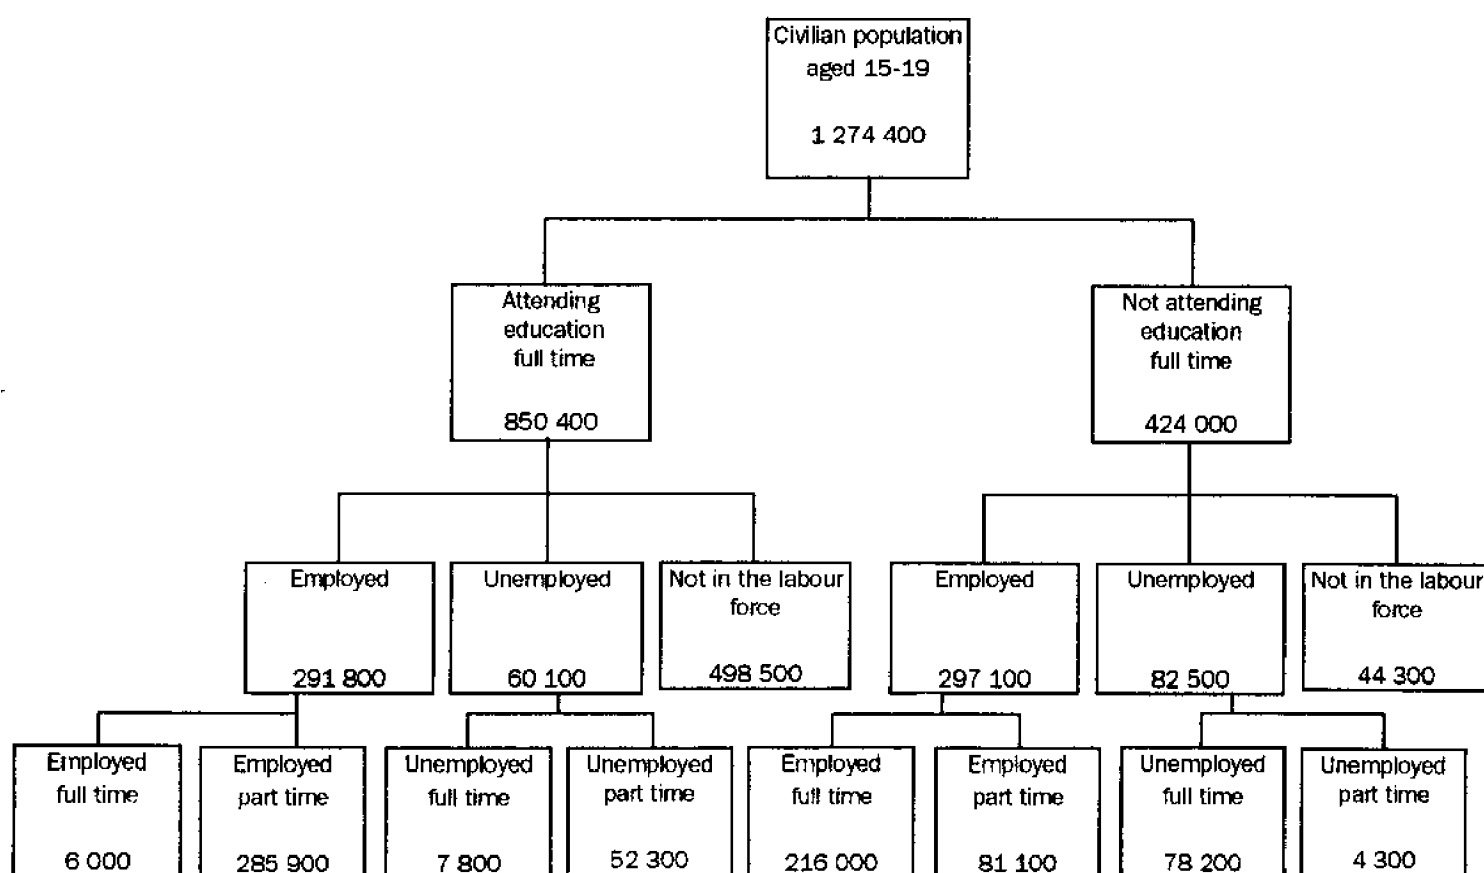 Civilian population
aged 15-19
1 274 400
Attending
education
full time
850 400
Not attending
education
full time
424 000
Employed
291 800
Unemployed
60 100
Not in the labour
force
498 500
Employed
297 100
Unemployed
82 500
Not in the labour
force
44 300
Employed
full time
6 000
Employed
part time
285 900
Unemployed
full time
7 800
Unemployed
part time
52 300
Employed
full time
216 000
Employed
part time
81 100
Unemployed
full time
78 200
Unemployed
part time
4 300